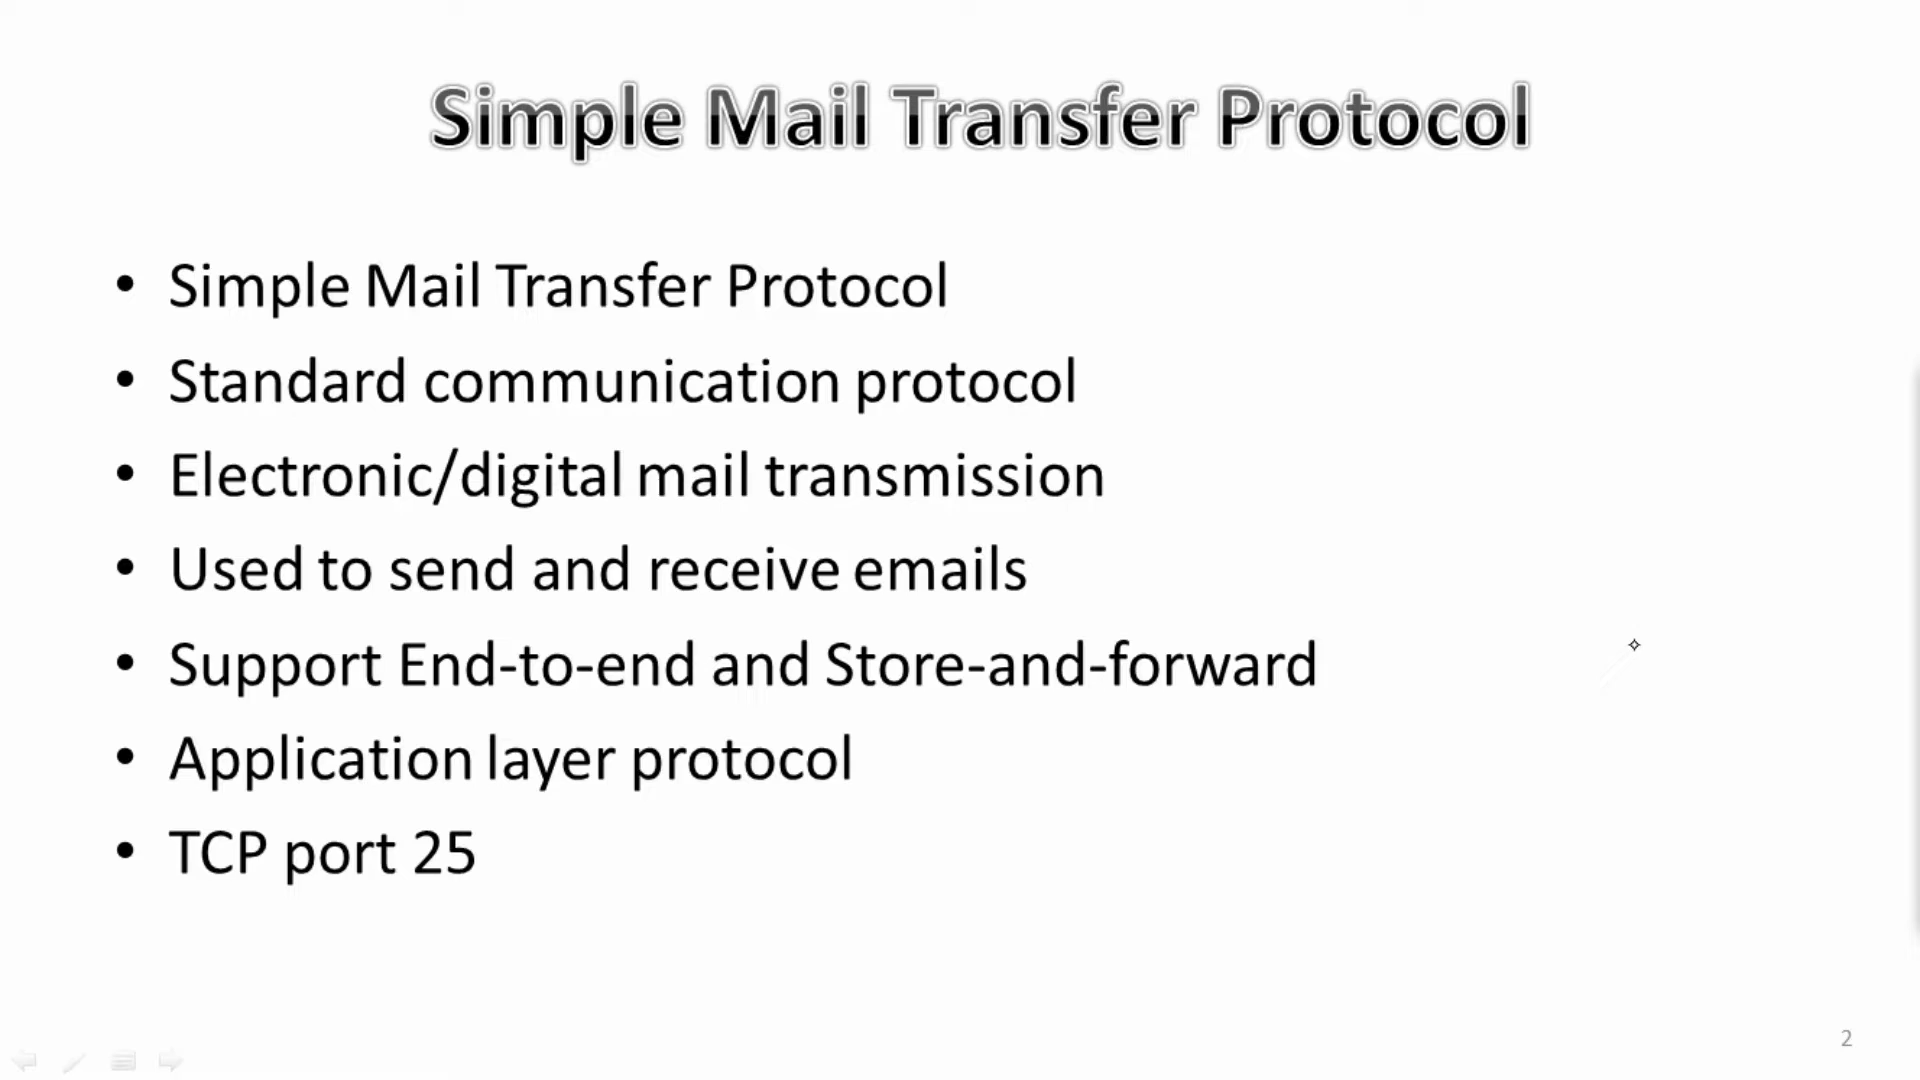 Simple Mail Transfer Protocol
• Simple Mail Transfer Protocol
• Standard communication protocol
• Electronic/digital mail transmission
• Used to send and receive emails
• Support End-to-end and Store-and-forward
• Application layer protocol
• TCP port 25
2